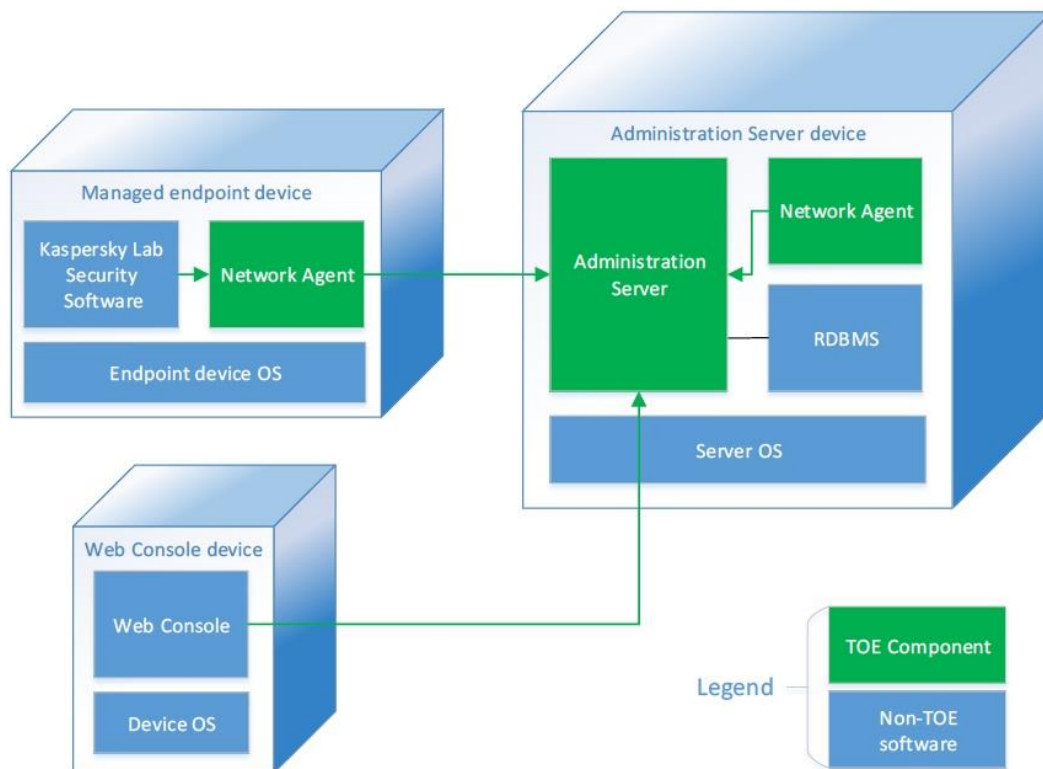 Administration Server device
Managed endpoint device
Kaspersky Lab
Security
Software
Network Agent
Endpoint device OS
Administration
Server
Network Agent
RDBMS
Server OS
Web Console device
Web Console
Device OS
Legend
TOE Component
Non-TOE
software